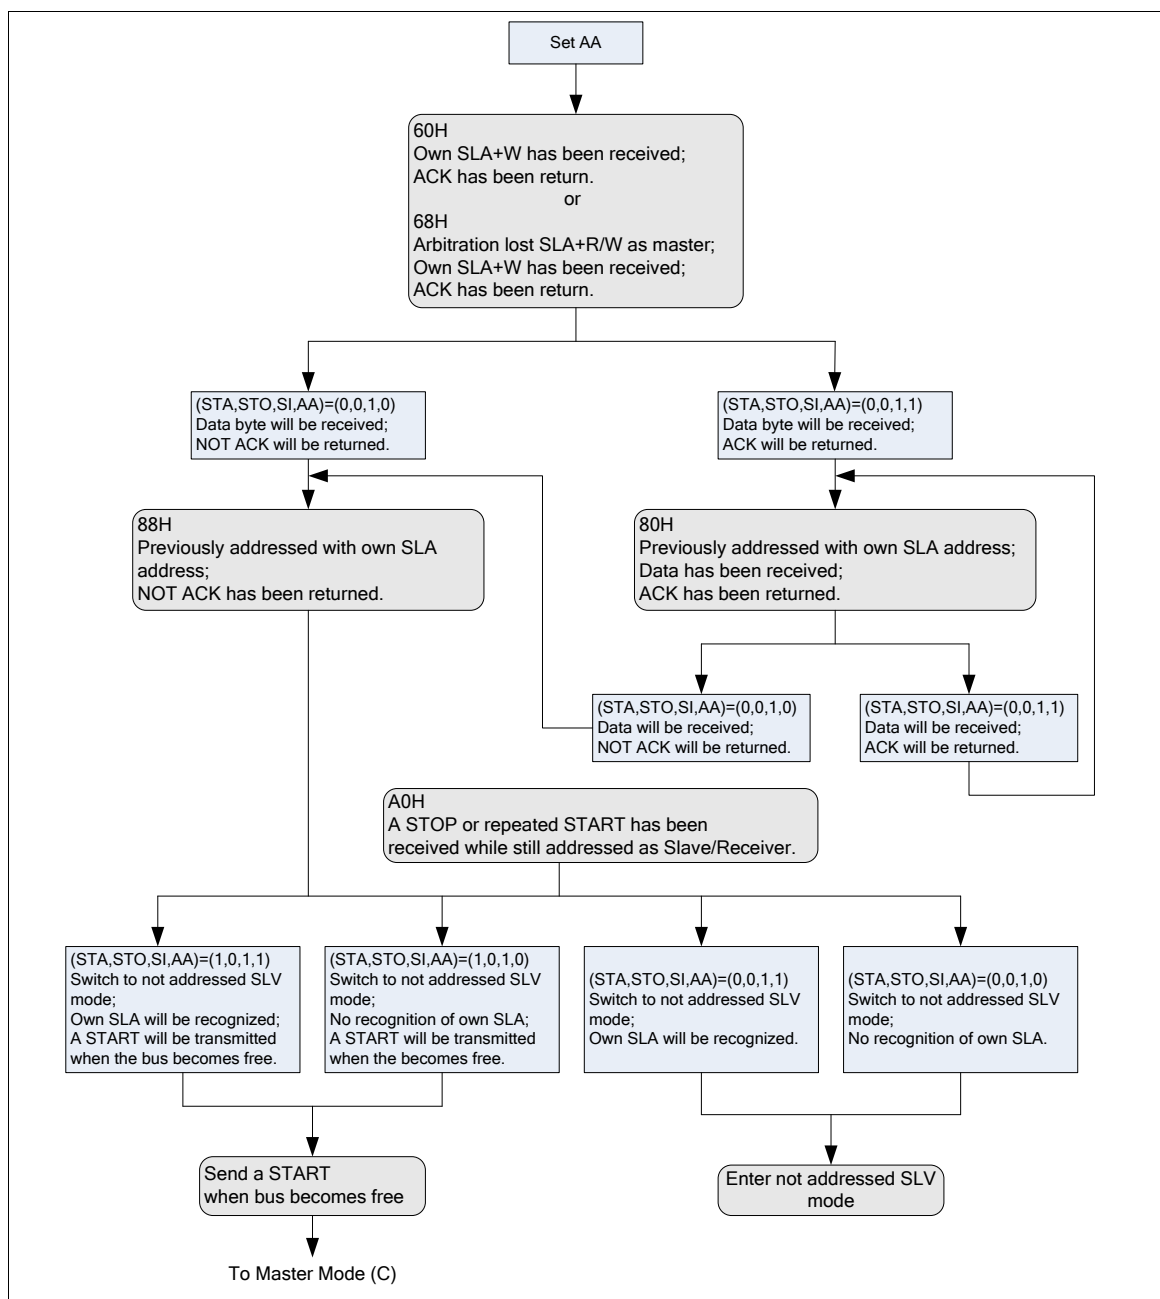 Set AA
60H
Own SLA+W has been received;
ACK has been return.
or
68H
Arbitration lost SLA+R/W as master;
Own SLA+W has been received;
ACK has been return.
(STA,STO,SI,AA)=(0,0,1,0)
Data byte will be received;
NOT ACK will be returned.
(STA,STO,SI,AA)=(0,0,1,1)
Data byte will be received;
ACK will be returned.
88H
Previously addressed with own SLA
address;
NOT ACK has been returned.
80H
Previously addressed with own SLA address;
Data has been received;
ACK has been returned.
(STA,STO,SI,AA)=(0,0,1,0)
Data will be received;
NOT ACK will be returned.
(STA,STO,SI,AA)=(0,0,1,1)
Data will be received;
ACK will be returned.
A0H
A STOP or repeated START has been
received while still addressed as Slave/Receiver.
(STA,STO,SI,AA)=(1,0,1,1)
Switch to not addressed SLV
mode;
Own SLA will be recognized;
A START will be transmitted
when the bus becomes free.
(STA,STO,SI,AA)=(1,0,1,0)
Switch to not addressed SLV
mode;
No recognition of own SLA;
A START will be transmitted
when the becomes free.
(STA,STO,SI,AA)=(0,0,1,1)
Switch to not addressed SLV
mode;
Own SLA will be recognized.
(STA,STO,SI,AA)=(0,0,1,0)
Switch to not addressed SLV
mode;
No recognition of own SLA.
Send a START
when bus becomes free
Enter not addressed SLV
mode
To Master Mode (C)